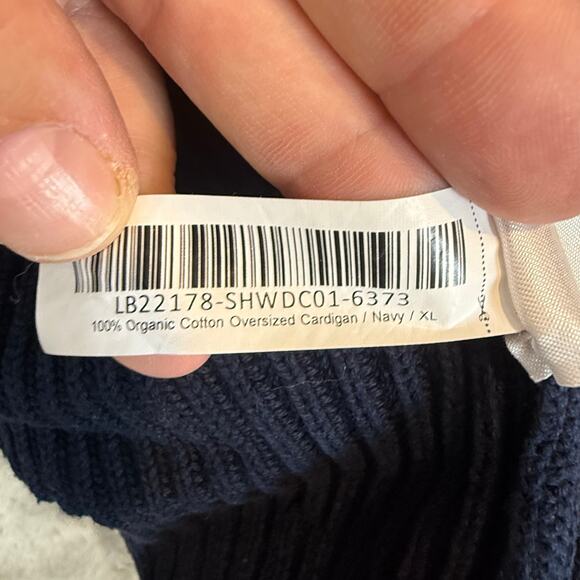 LB22178-SHWDC01-6373
100% Organic Cotton Oversized Cardigan / Navy / XL